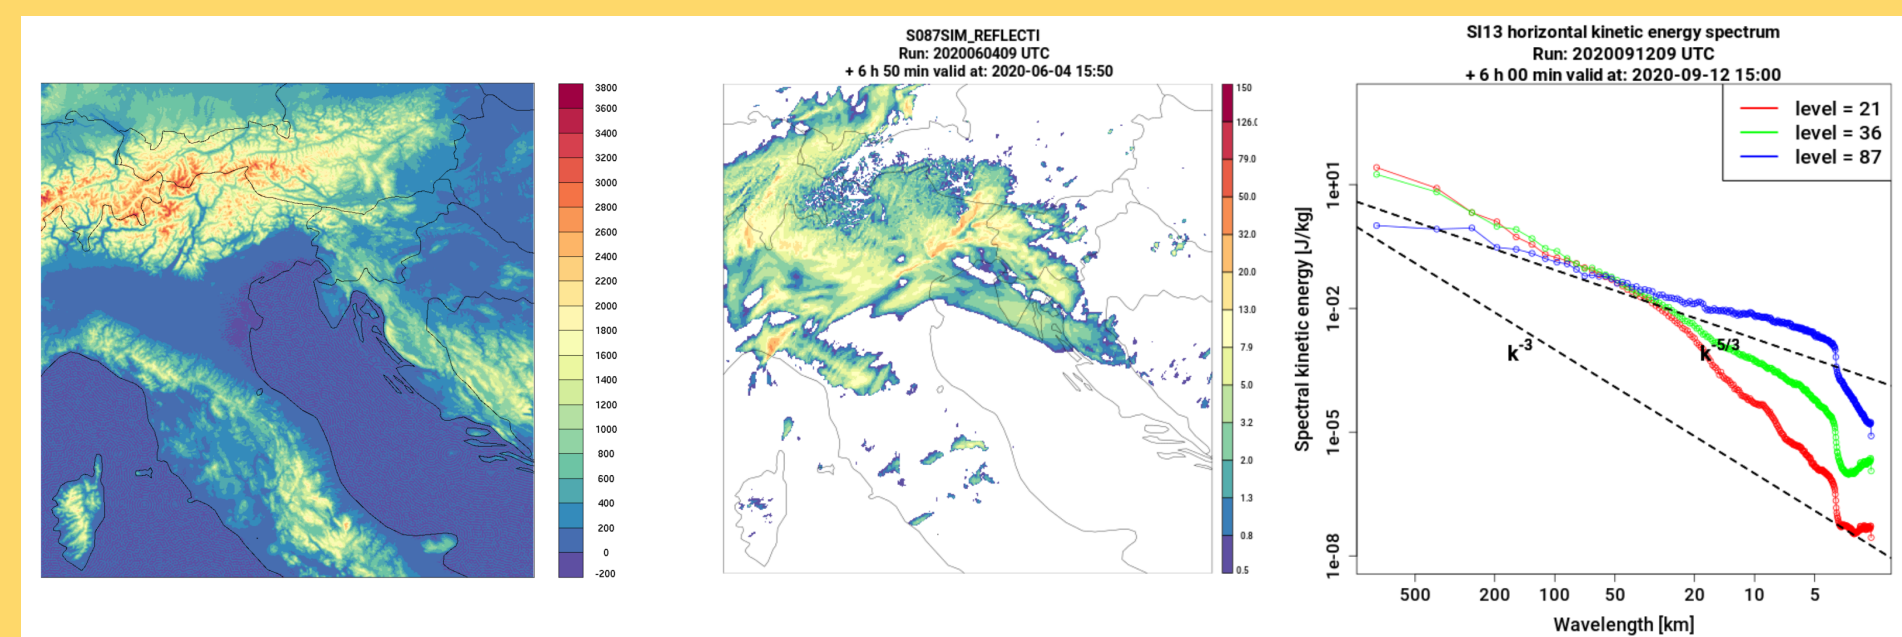 3800
3600
3400
3200
3000
2800
2600
2400
2200
2000
1800
1600
1400
1200
1000
800
600
400
200
0
-200
S087SIM_REFLECTI
Run: 2020060409 UTC
+ 6 h 50 min valid at: 2020-06-04 15:50
150
126.0
79.0
50.0
32.0
20.0
13.0
7.9
5.0
3.2
2.0
1.3
0.8
0.5
SI13 horizontal kinetic energy spectrum
Run: 2020091209 UTC
+ 6 h 00 min valid at: 2020-09-12 15:00
level = 21
level = 36
level = 87
Spectral kinetic energy [J/kg]
1e+01
1e-02
1e-05
1e-08
k-3
k-5/3
500 200 100 50 20 10 5
Wavelength [km]